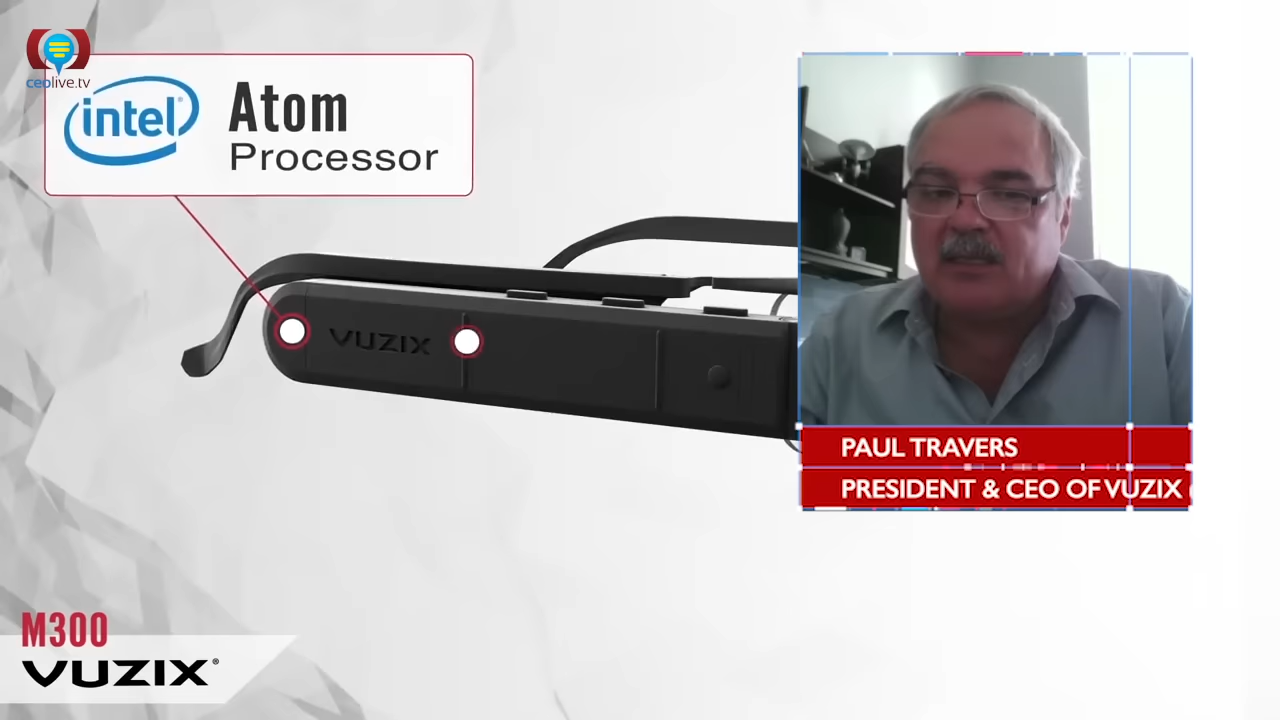 ceolive.tv
intel®
Atom
Processor
VUZIX
PAUL TRAVERS
PRESIDENT & CEO OF VUZIX
M300
VUZIX®